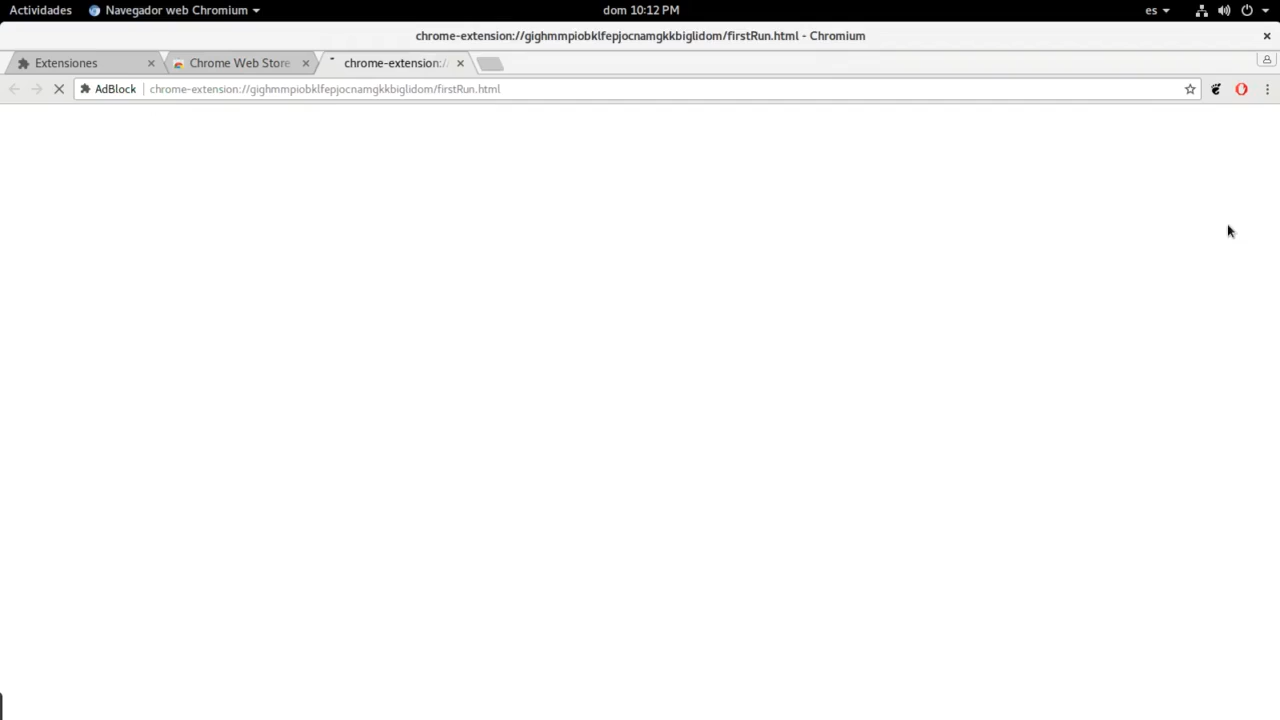 Actividades Navegador web Chromium dom 10:12 PM es
chrome-extension://gighmmpiobklfepjocnamgkkbiglidom/firstRun.html - Chromium
Extensiones Chrome Web Store chrome-extension:/
AdBlock chrome-extension://gighmmpiobklfepjocnamgkkbiglidom/firstRun.html